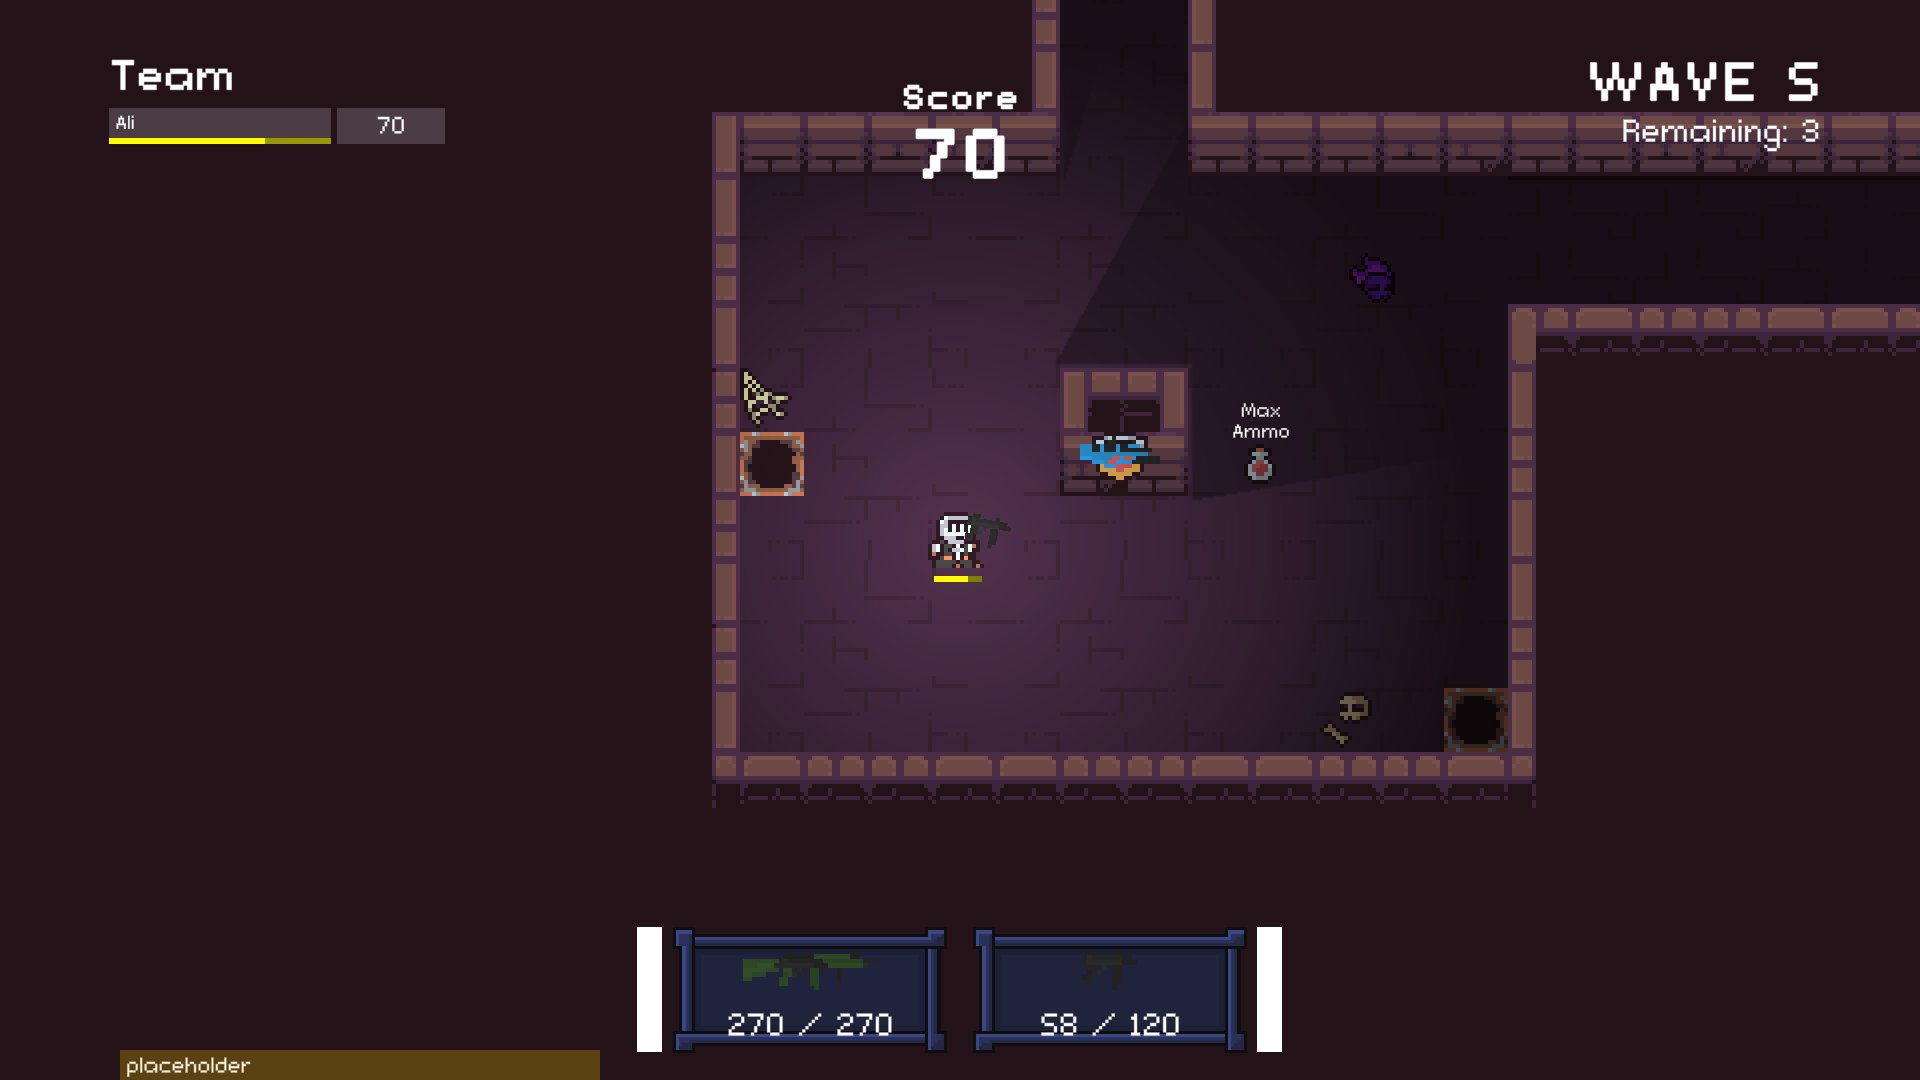 Team
Ali
70
Score
70
WAVE 5
Remaining: 3
Max
Ammo
270 / 270
58 / 120
placeholder